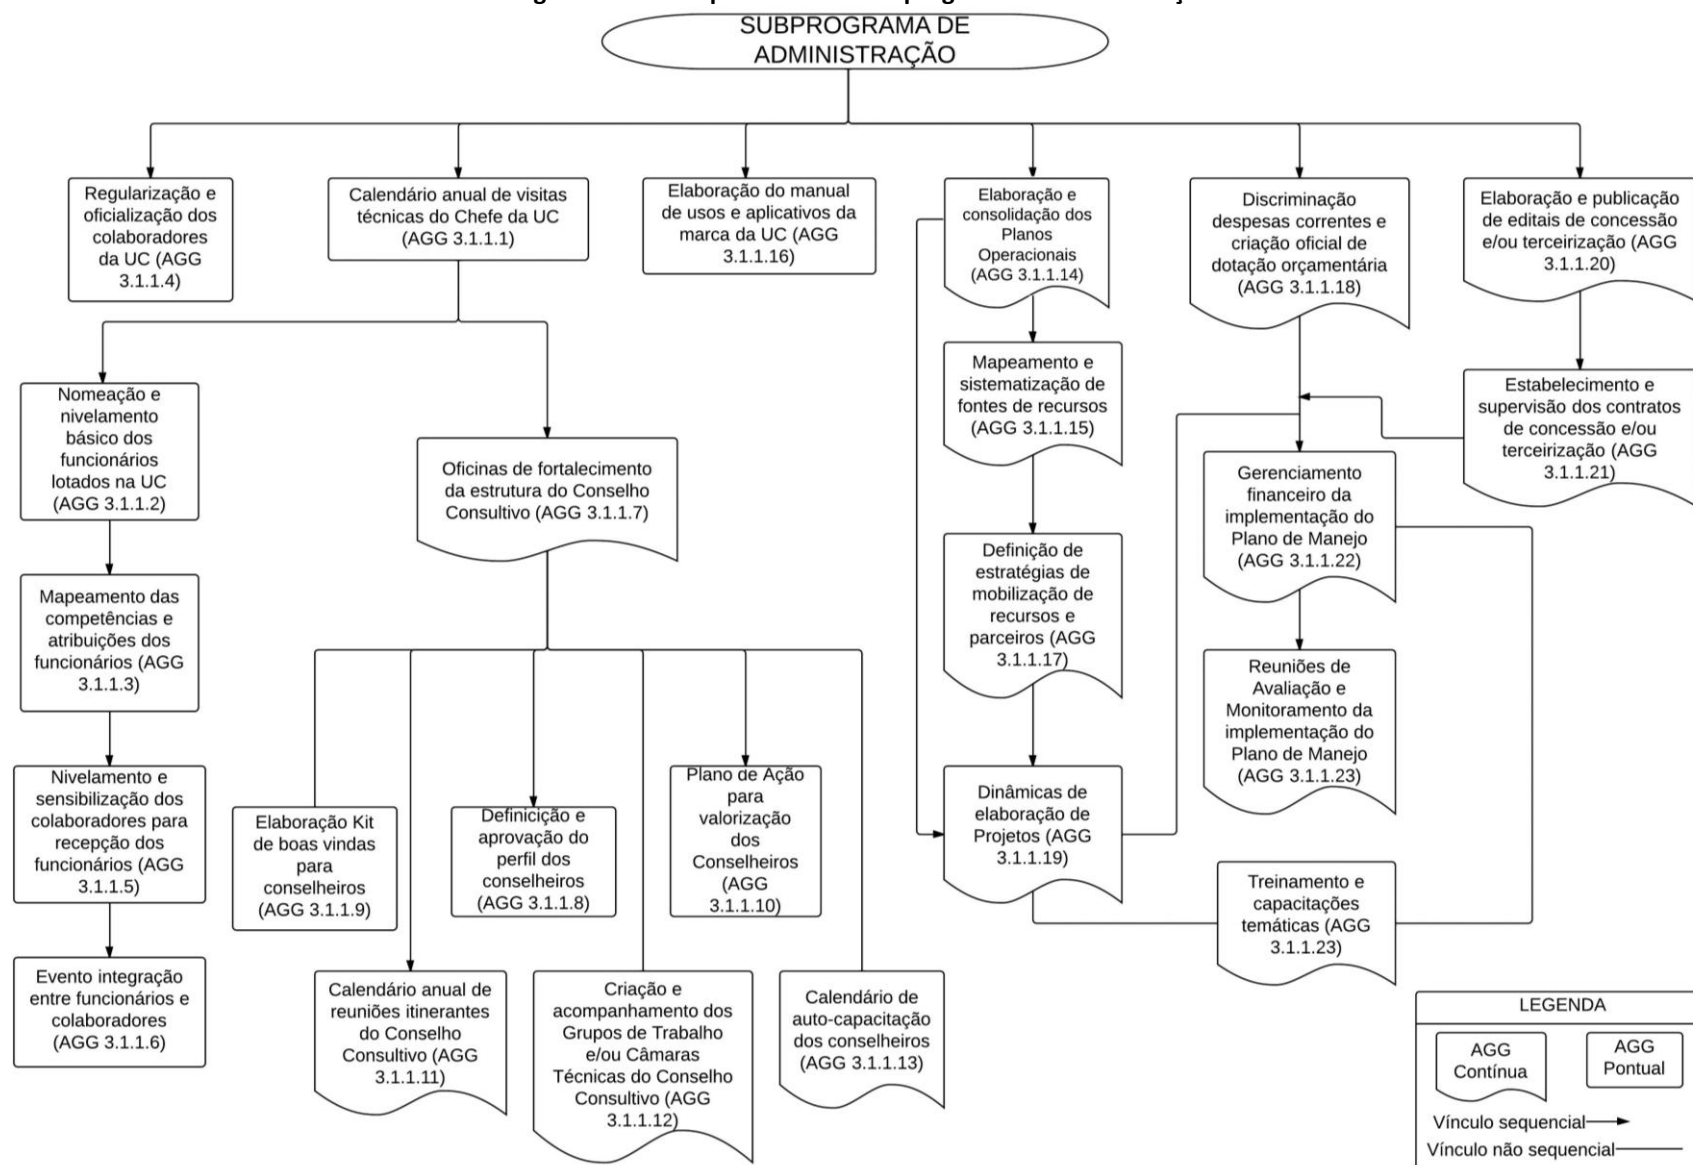 SUBPROGRAMA DE
ADMINISTRAÇÃO
Regularização e
oficialização dos
colaboradores
da UC (AGG
3.1.1.4)
Calendário anual de visitas
técnicas do Chefe da UC
(AGG 3.1.1.1)
Elaboração do manual
de usos e aplicativos da
marca da UC (AGG
3.1.1.16)
Elaboração e
consolidação dos
Planos
Operacionais
(AGG 3.1.1.14)
Discriminação
despesas correntes e
criação oficial de
dotação orçamentária
(AGG 3.1.1.18)
Elaboração e publicação
de editais de concessão
e/ou terceirização (AGG
3.1.1.20)
Nomeação e
nivelamento
básico dos
funcionários
lotados na UC
(AGG 3.1.1.2)
Oficinas de fortalecimento
da estrutura do Conselho
Consultivo (AGG 3.1.1.7)
Mapeamento e
sistematização de
fontes de recursos
(AGG 3.1.1.15)
Estabelecimento e
supervisão dos contratos
de concessão e/ou
terceirização (AGG
3.1.1.21)
Gerenciamento
financeiro da
implementação do
Plano de Manejo
(AGG 3.1.1.22)
Mapeamento das
competências e
atribuições dos
funcionários (AGG
3.1.1.3)
Definição de
estratégias de
mobilização de
recursos e
parceiros (AGG
3.1.1.17)
Reuniões de
Avaliação e
Monitoramento da
implementação do
Plano de Manejo
(AGG 3.1.1.23)
Nivelamento e
sensibilização dos
colaboradores para
recepção dos
funcionários (AGG
3.1.1.5)
Elaboração Kit
de boas vindas
para
conselheiros
(AGG 3.1.1.9)
Definicição e
aprovação do
perfil dos
conselheiros
(AGG 3.1.1.8)
Plano de Ação
para
valorização
dos
Conselheiros
(AGG
3.1.1.10)
Dinâmicas de
elaboração de
Projetos (AGG
3.1.1.19)
Treinamento e
capacitações
temáticas (AGG
3.1.1.23)
Evento integração
entre funcionários e
colaboradores
(AGG 3.1.1.6)
Calendário anual de
reuniões itinerantes
do Conselho
Consultivo (AGG
3.1.1.11)
Criação e
acompanhamento dos
Grupos de Trabalho
e/ou Câmaras
Técnicas do Conselho
Consultivo (AGG
3.1.1.12)
Calendário de
auto-capacitação
dos conselheiros
(AGG 3.1.1.13)
LEGENDA
AGG
Contínua
AGG
Pontual
Vínculo sequencial
Vínculo não sequencial